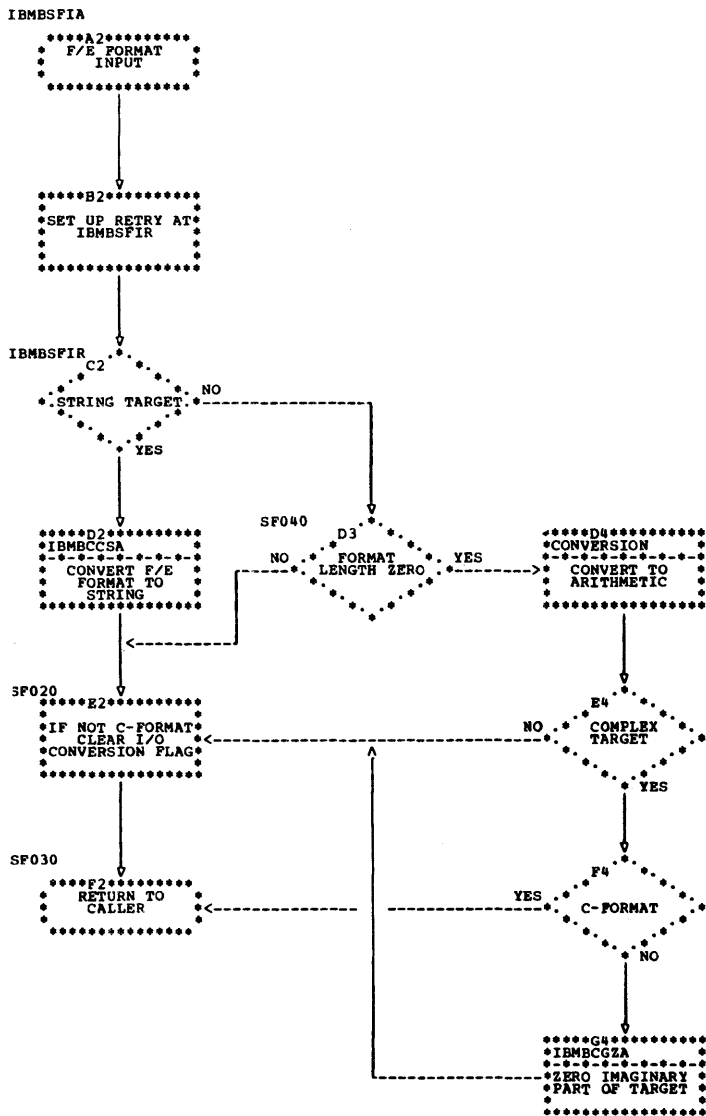 IBMBSFIA
A2
F/E FORMAT
INPUT
B2
SET UP RETRY AT
IBMBSFIR
IBMBSFIR
C2
STRING TARGET
NO
YES
D2
IBMBCCSA
CONVERT F/E
FORMAT TO
STRING
SF040
D3
FORMAT
LENGTH ZERO
NO
YES
D4
CONVERSION
CONVERT TO
ARITHMETIC
SF020
E2
IF NOT C-FORMAT
CLEAR I/O
CONVERSION FLAG
E4
COMPLEX
TARGET
NO
YES
SF030
F2
RETURN TO
CALLER
F4
C-FORMAT
YES
NO
G4
IBMBCGZA
ZERO IMAGINARY
PART OF TARGET